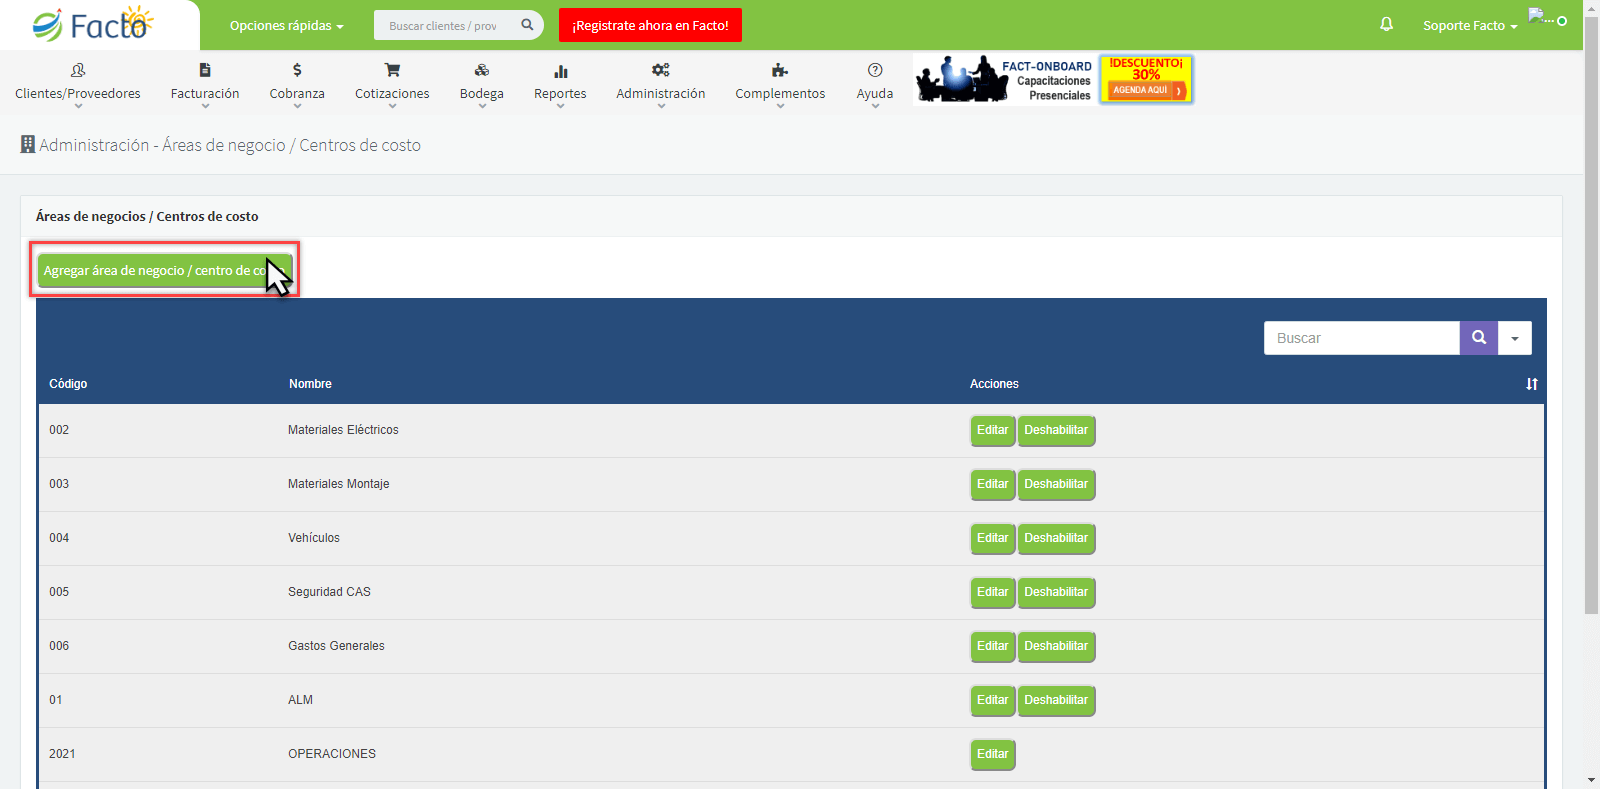 Facto
Opciones rápidas
Buscar clientes / prov
¡Registrate ahora en Facto!
Soporte Facto
...
Clientes/Proveedores
Facturación
Cobranza
Cotizaciones
Bodega
Reportes
Administración
Complementos
Ayuda
FACT-ONBOARD
Capacitaciones
Presenciales
!DESCUENTO¡
30%
AGENDA AQUI
Administración - Áreas de negocio / Centros de costo
Áreas de negocios / Centros de costo
Agregar área de negocio / centro de
Buscar
Código Nombre Acciones
002 Materiales Eléctricos Editar Deshabilitar
003 Materiales Montaje Editar Deshabilitar
004 Vehículos Editar Deshabilitar
005 Seguridad CAS Editar Deshabilitar
006 Gastos Generales Editar Deshabilitar
01 ALM Editar Deshabilitar
2021 OPERACIONES Editar